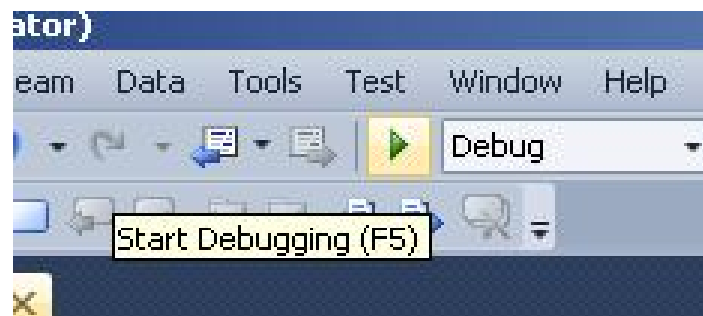 ator)
eam Data Tools Test Window Help
Debug
Start Debugging (F5)